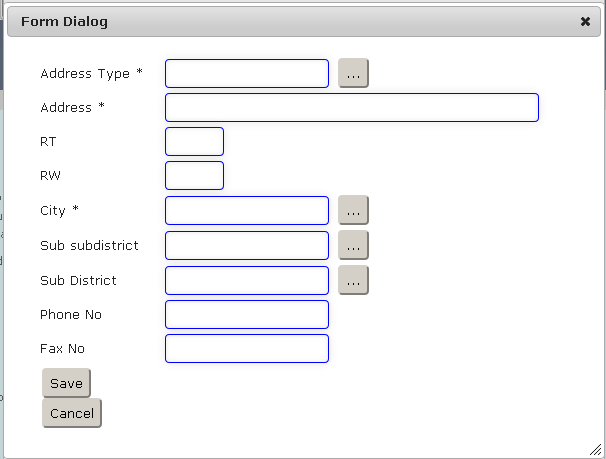 Form Dialog
Address Type * ...
Address *
RT
RW
City * ...
Sub subdistrict ...
Sub District ...
Phone No
Fax No
Save
Cancel